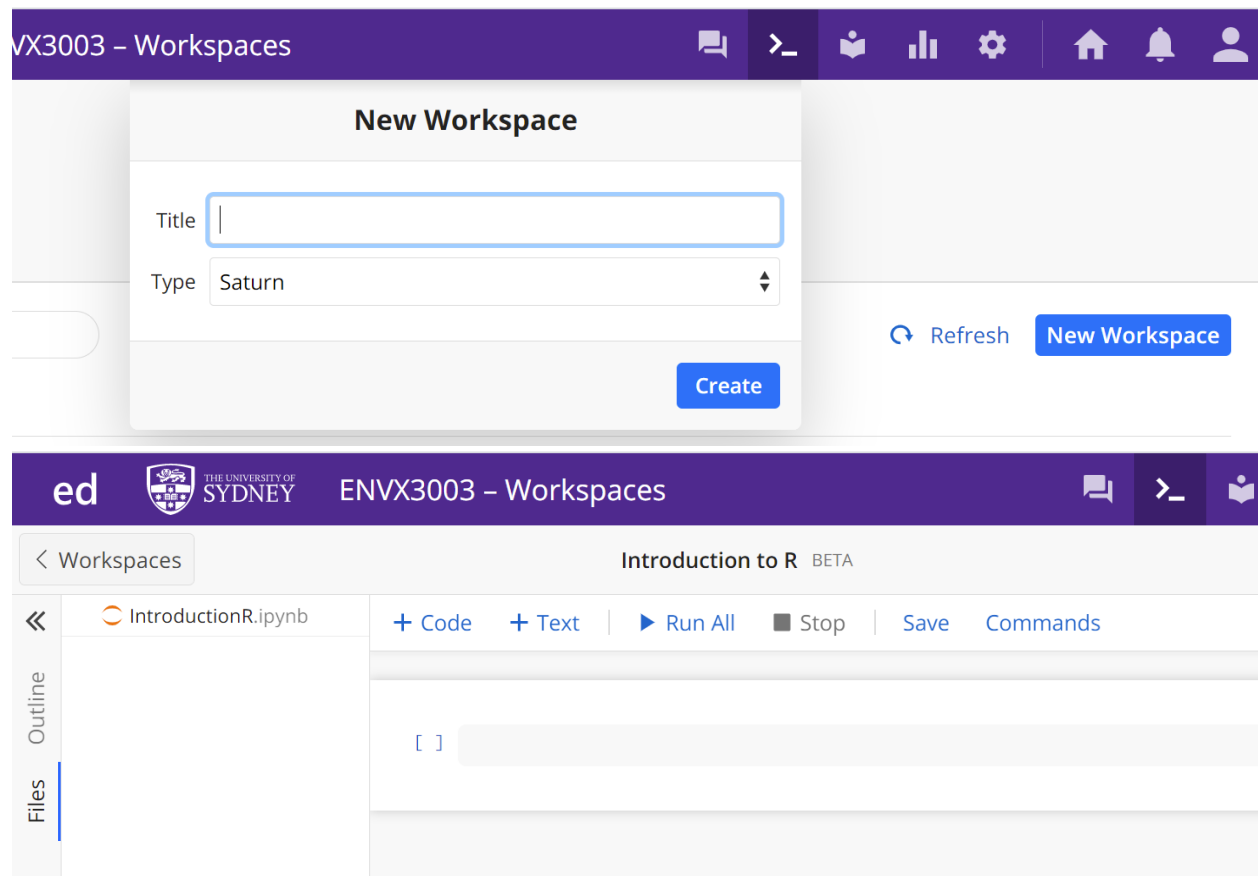 VX3003 – Workspaces
New Workspace
Title
Type Saturn
Refresh New Workspace
Create
ed THE UNIVERSITY OF SYDNEY ENVX3003 – Workspaces
Workspaces Introduction to R BETA
IntroductionR.ipynb + Code + Text Run All Stop Save Commands
Outline
[ ]
Files